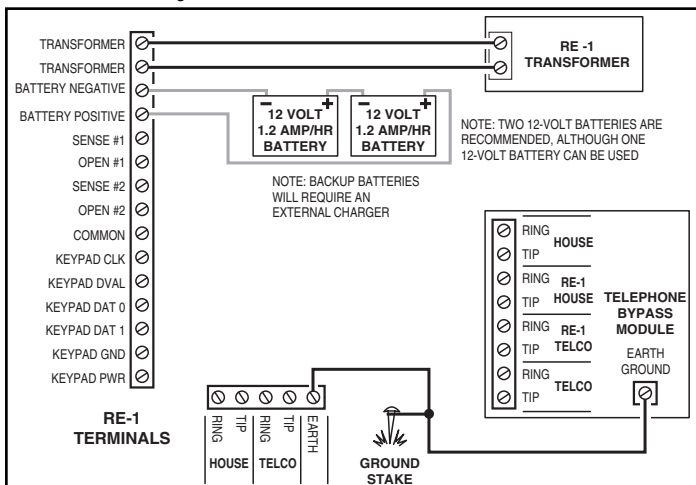 TRANSFORMER
TRANSFORMER
BATTERY NEGATIVE
BATTERY POSITIVE
SENSE #1
OPEN #1
SENSE #2
OPEN #2
COMMON
KEYPAD CLK
KEYPAD DVAL
KEYPAD DAT 0
KEYPAD DAT 1
KEYPAD GND
KEYPAD PWR
RE-1
TERMINALS
RE -1
TRANSFORMER
12 VOLT
1.2 AMP/HR
BATTERY
12 VOLT
1.2 AMP/HR
BATTERY
NOTE: TWO 12-VOLT BATTERIES ARE
RECOMMENDED, ALTHOUGH ONE
12-VOLT BATTERY CAN BE USED
NOTE: BACKUP BATTERIES
WILL REQUIRE AN
EXTERNAL CHARGER
RING
TIP
HOUSE
RING
TIP
RE-1
HOUSE
RING
TIP
RE-1
TELCO
RING
TIP
TELCO
TELEPHONE
BYPASS
MODULE
EARTH
GROUND
RING
TIP
RING
TIP
EARTH
HOUSE
TELCO
GROUND
STAKE